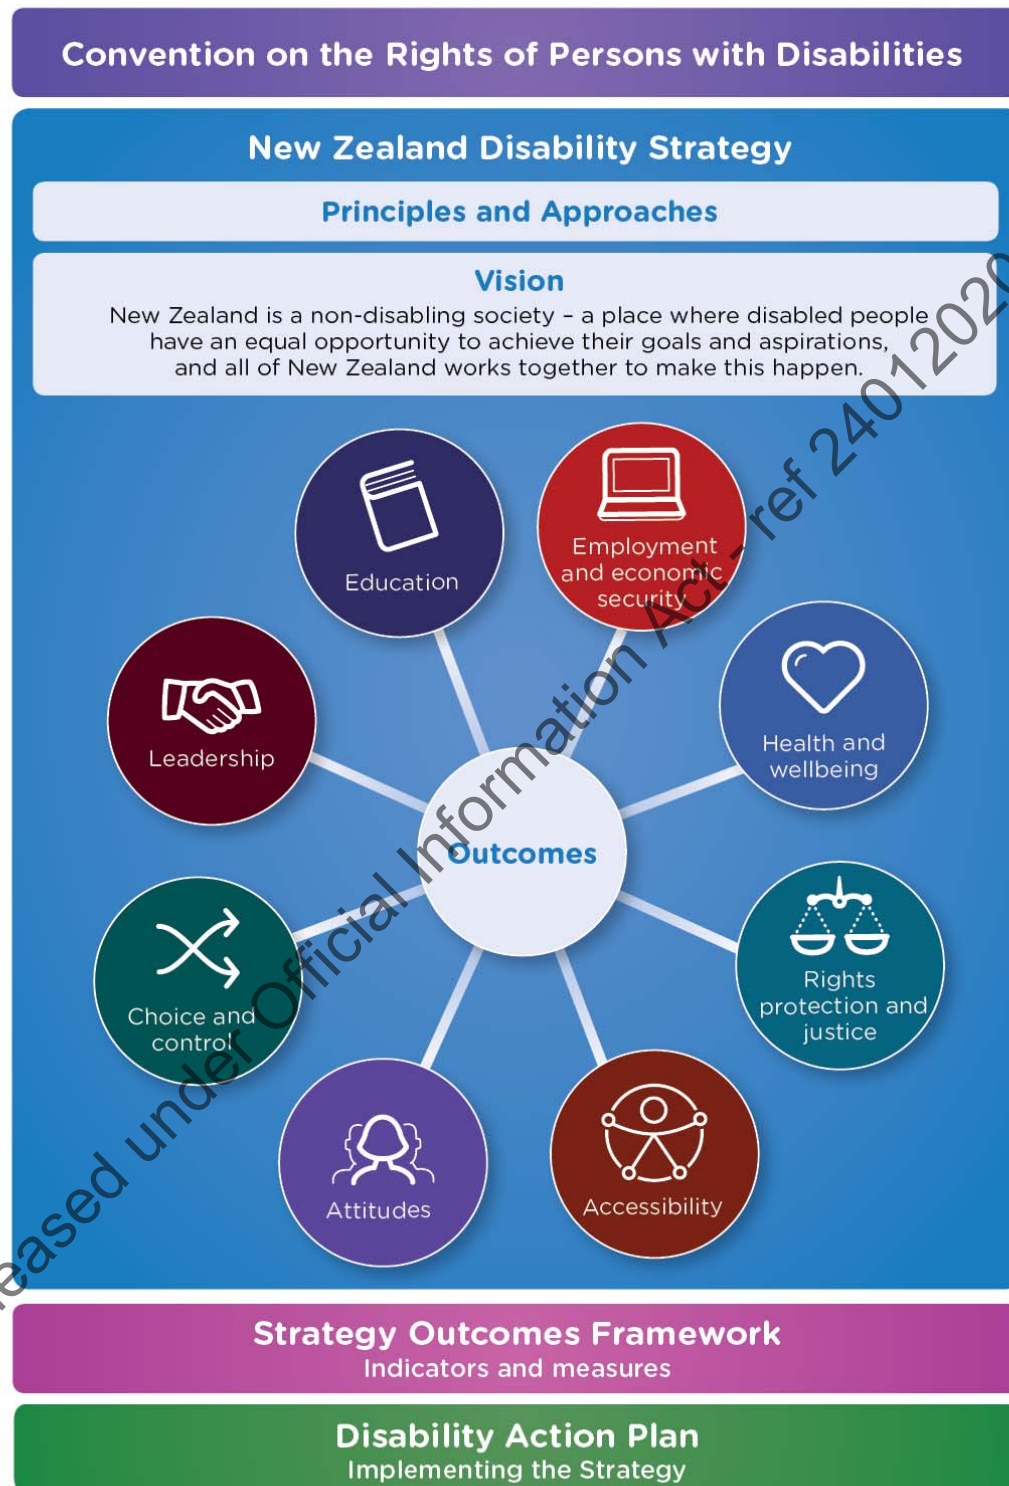 Convention on the Rights of Persons with Disabilities
New Zealand Disability Strategy
Principles and Approaches
Vision
New Zealand is a non-disabling society – a place where disabled people
have an equal opportunity to achieve their goals and aspirations,
and all of New Zealand works together to make this happen.
Education
Employment
and economic
security
Health and
wellbeing
Rights
protection and
justice
Accessibility
Attitudes
Choice and
control
Leadership
Outcomes
Strategy Outcomes Framework
Indicators and measures
Disability Action Plan
Implementing the Strategy
under Official Information Act - ref 24012020